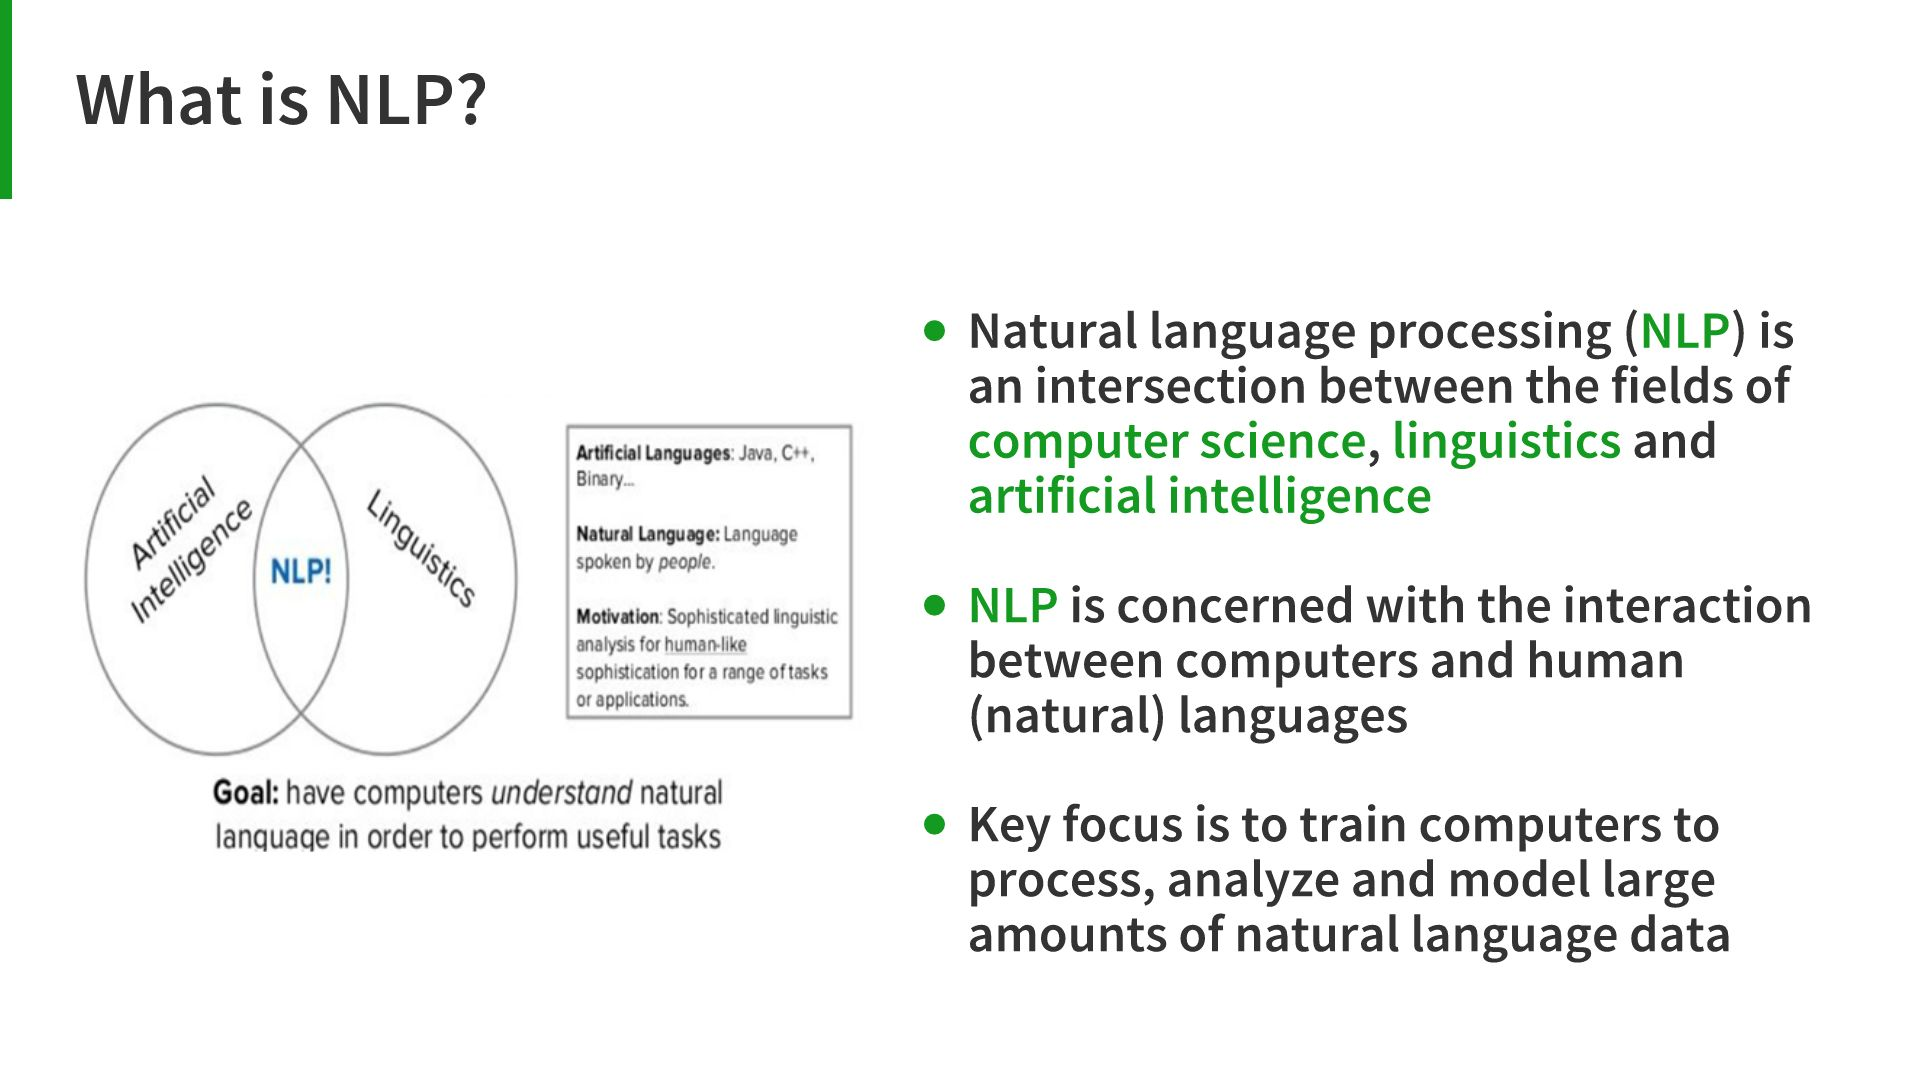 What is NLP?
Artificial
Intelligence
NLP!
Linguistics
Artificial Languages: Java, C++,
Binary...
Natural Language: Language
spoken by people.
Motivation: Sophisticated linguistic
analysis for human-like
sophistication for a range of tasks
or applications.
Goal: have computers understand natural
language in order to perform useful tasks
• Natural language processing (NLP) is
an intersection between the fields of
computer science, linguistics and
artificial intelligence
• NLP is concerned with the interaction
between computers and human
(natural) languages
• Key focus is to train computers to
process, analyze and model large
amounts of natural language data